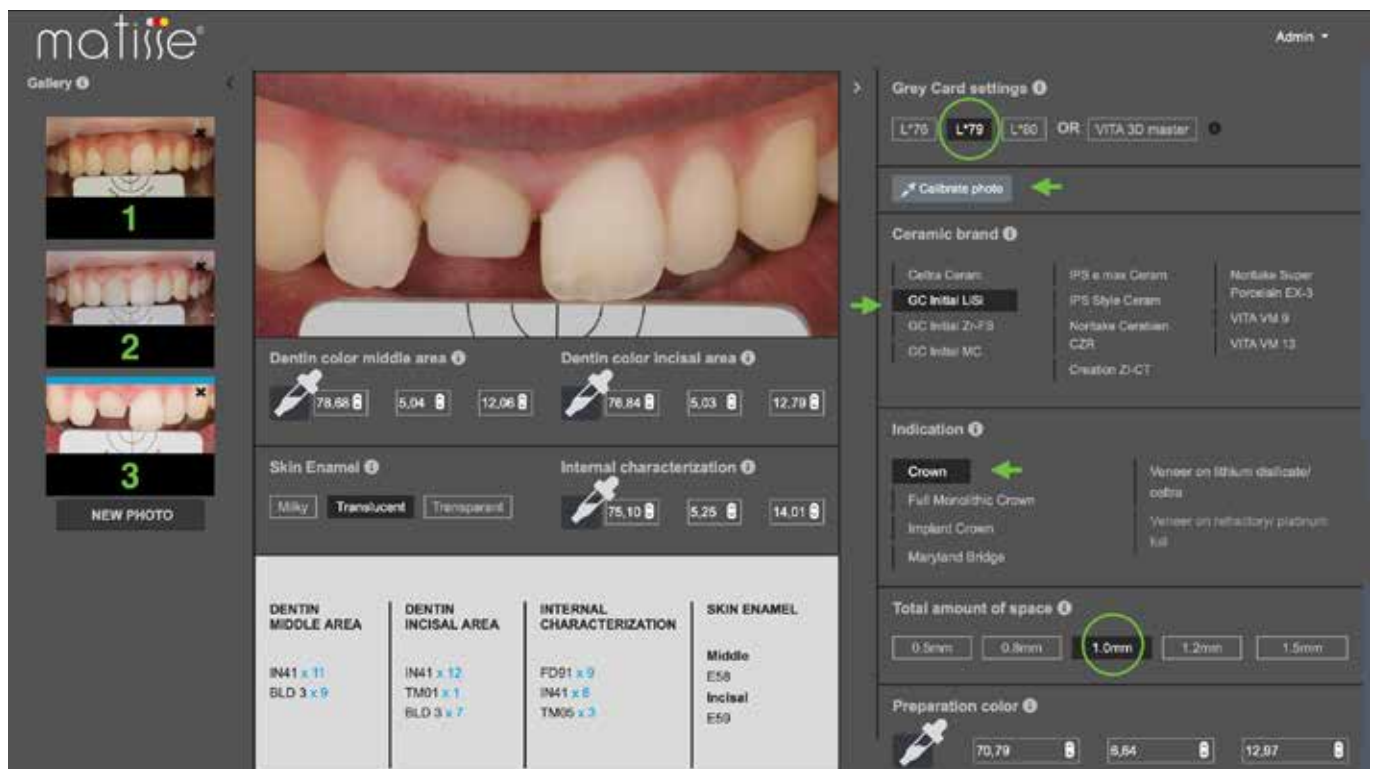 matisse®
Admin
Gallery
1
2
3
NEW PHOTO
Dentin color middle area
78,68 5,04 12,06
Dentin color incisal area
76,84 5,03 12,79
Skin Enamel
Milky Translucent Transparent
Internal characterization
75,10 5,25 14,01
DENTIN
MIDDLE AREA
IN41 x 11
BLD 3 x 9
DENTIN
INCISAL AREA
IN41 x 12
TM01 x 1
BLD 3 x 7
INTERNAL
CHARACTERIZATION
FD91 x 9
IN41 x 8
TM05 x 3
SKIN ENAMEL
Middle
E58
Incisal
E59
Grey Card settings
L*76 L*79 L*80 OR VITA 3D master
Calibrate photo
Ceramic brand
Celtra Ceram
GC Initial LiSi
GC Initial Zr-FS
GC Initial MC
IPS e max Ceram
IPS Style Ceram
Noritake Cerabien
CZR
Creation ZI-CT
Noritake Super
Porcelain EX-3
VITA VM 9
VITA VM 13
Indication
Crown
Full Monolithic Crown
Implant Crown
Maryland Bridge
Veneer on lithium disilicate/
celtra
Veneer on refractory/ platinum
foil
Total amount of space
0.5mm 0.8mm 1.0mm 1.2mm 1.5mm
Preparation color
70,79 6,64 12,97